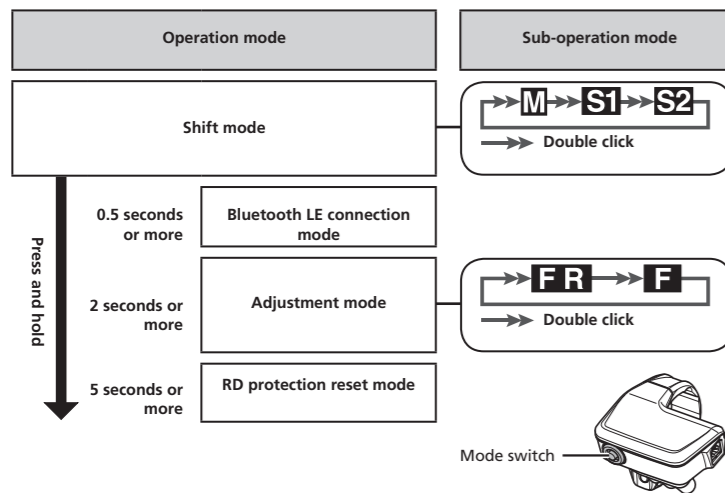 Operation mode
Sub-operation mode
Shift mode
M S1 S2
Double click
Press and hold
0.5 seconds
or more
Bluetooth LE connection
mode
2 seconds or
more
Adjustment mode
F R F
Double click
5 seconds or
more
RD protection reset mode
Mode switch